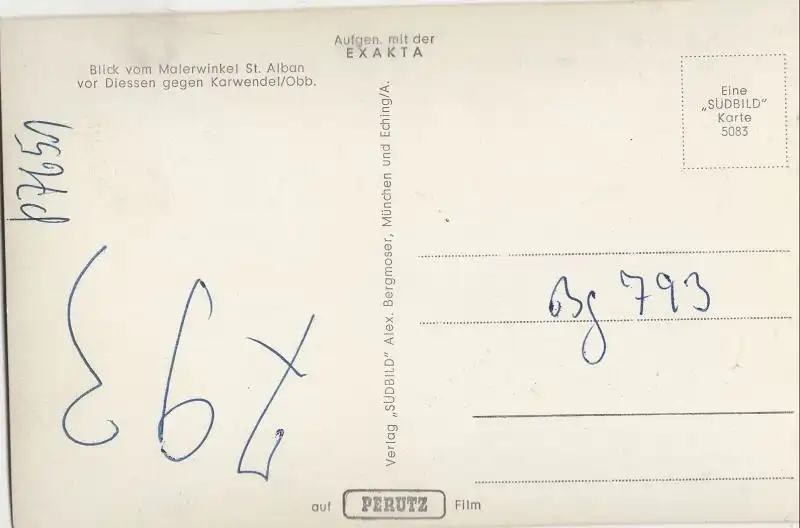 Aufgen. mit der
EXAKTA
Blick vom Malerwinkel St. Alban
vor Diessen gegen Karwendel/Obb.
793
Verlag „SÜDBILD" Alex. Bergmoser, München und Eching/A.
Eine
„SÜDBILD"
Karte
5083
Bg 793
auf PERUTZ Film